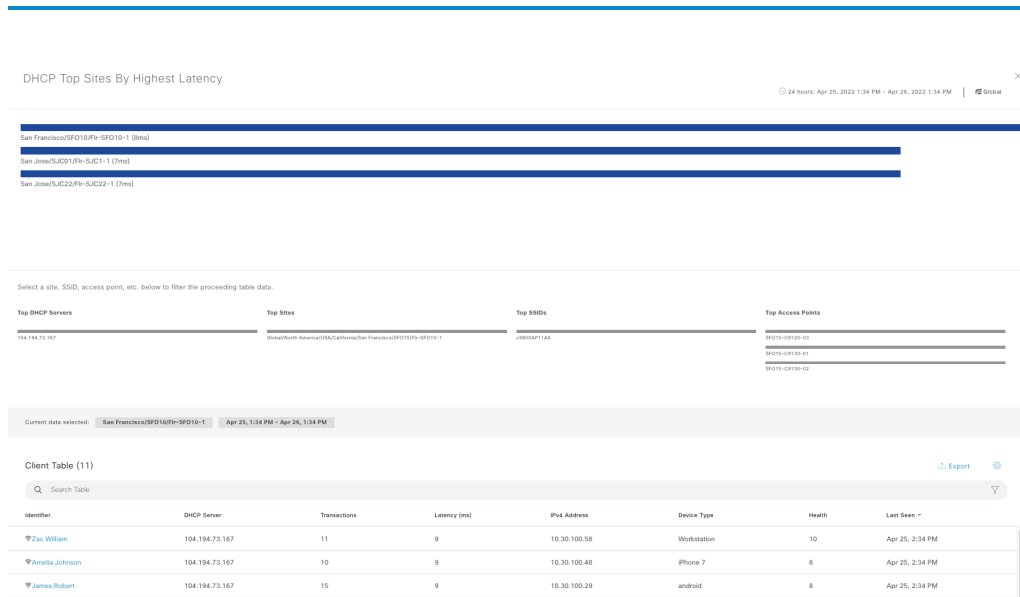 DHCP Top Sites By Highest Latency
24 hours: Apr 25, 2022 1:34 PM - Apr 26, 2022 1:34 PM | Global
San Francisco/SFO10/Flr-SFO10-1 (8ms)
San Jose/SJC01/Flr-SJC1-1 (7ms)
San Jose/SJC22/Flr-SJC22-1 (7ms)
Select a site, SSID, access point, etc. below to filter the proceeding table data.
Top DHCP Servers Top Sites Top SSIDs Top Access Points
104.194.73.167 Global/North America/USA/California/San Francisco/SFO15/Flr-SFO15-1 c9800AP11AX SFO15-C9120-03
SFO15-C9130-01
SFO15-C9130-02
Current data selected: San Francisco/SFO10/Flr-SFO10-1 Apr 25, 1:34 PM - Apr 26, 1:34 PM
Client Table (11) Export
Search Table
Identifier DHCP Server Transactions Latency (ms) IPv4 Address Device Type Health Last Seen
Zac William 104.194.73.167 11 9 10.30.100.58 Workstation 10 Apr 25, 2:34 PM
Amelia.Johnson 104.194.73.167 10 9 10.30.100.48 iPhone 7 8 Apr 25, 2:34 PM
James.Robert 104.194.73.167 15 9 10.30.100.29 android 8 Apr 25, 2:34 PM